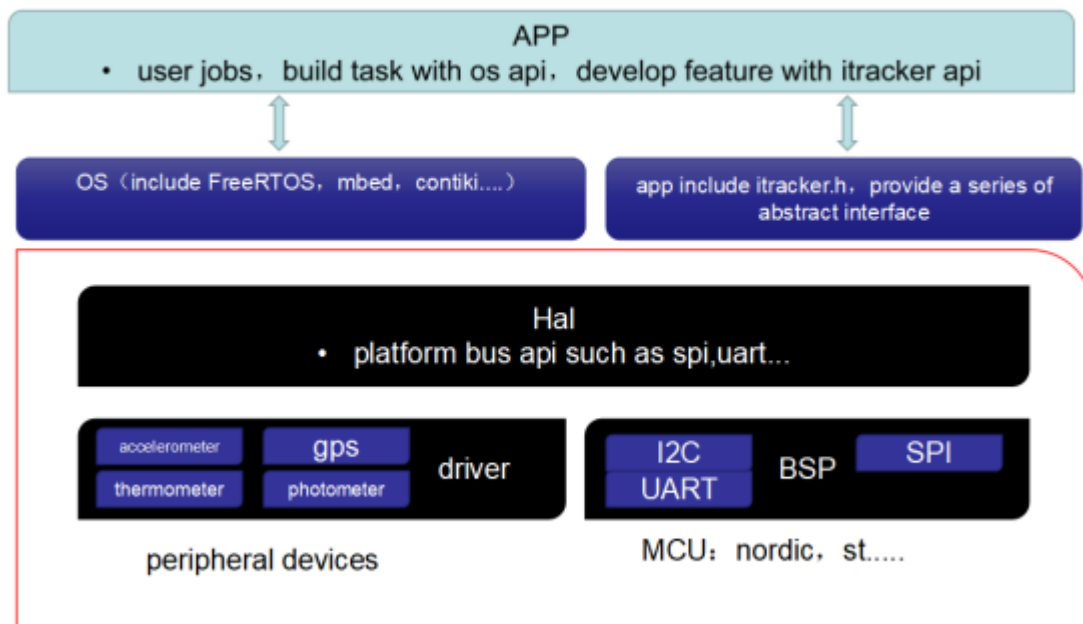 APP
• user jobs，build task with os api，develop feature with itracker api
OS（include FreeRTOS，mbed，contiki....）
app include itracker.h，provide a series of
abstract interface
Hal
• platform bus api such as spi,uart...
accelerometer
gps
thermometer
photometer
driver
I2C
UART
BSP
SPI
peripheral devices
MCU：nordic，st.....